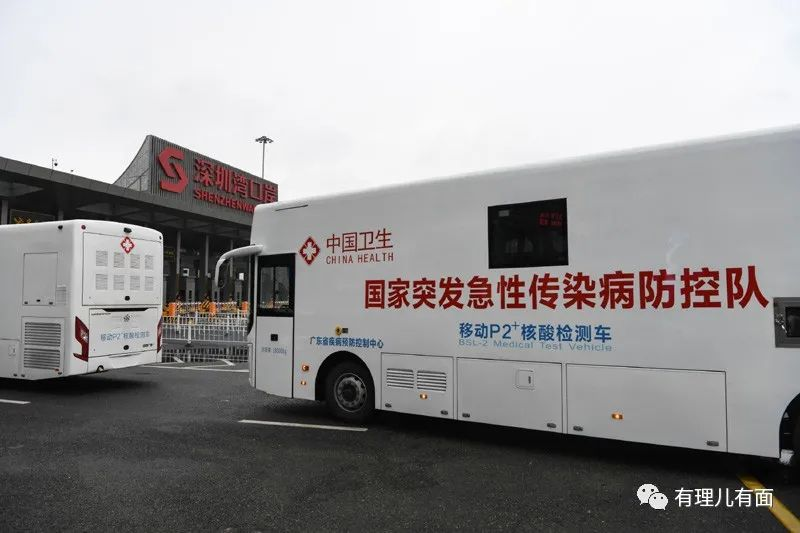 深圳湾口岸
SHENZHENWA
中国卫生
CHINA HEALTH
国家突发急性传染病防控队
移动P2+核酸检测车
BSL-2 Medical Test Vehicle
广东省疾病预防控制中心
移动P2+核酸检测车
有理儿有面